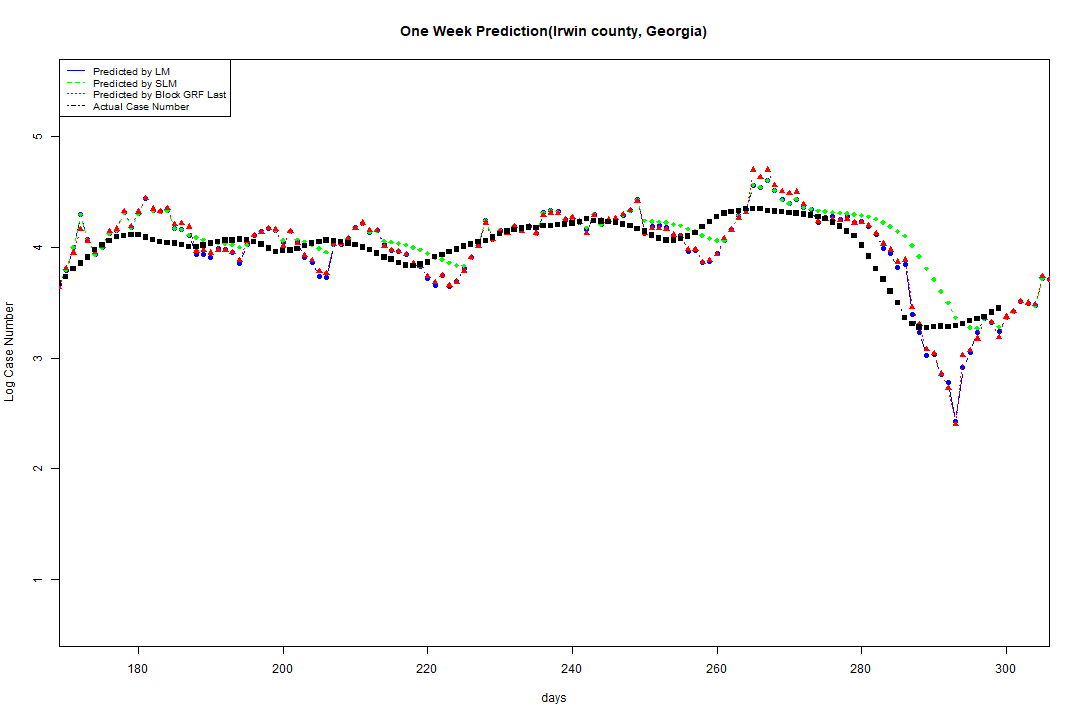 One Week Prediction(Irwin county, Georgia)
Predicted by LM
Predicted by SLM
Predicted by Block GRF Last
Actual Case Number
5
4
3
2
1
Log Case Number
180 200 220 240 260 280 300
days